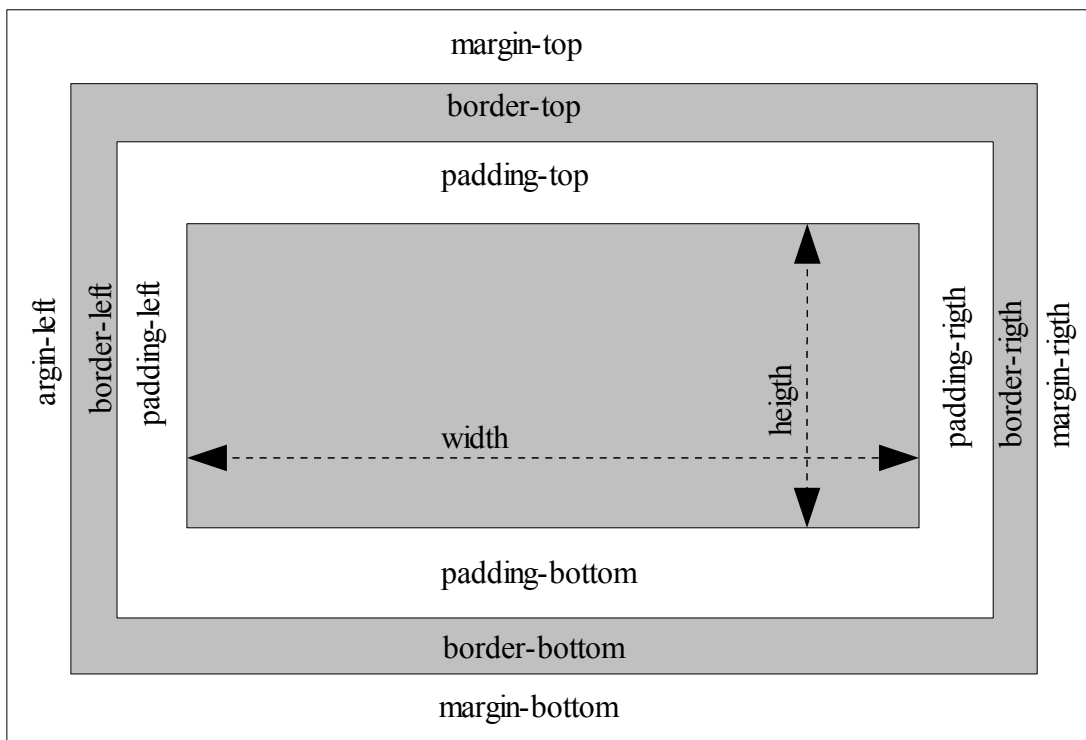 margin-top
border-top
padding-top
argin-left
border-left
padding-left
width
heigth
padding-rigth
border-rigth
margin-rigth
padding-bottom
border-bottom
margin-bottom